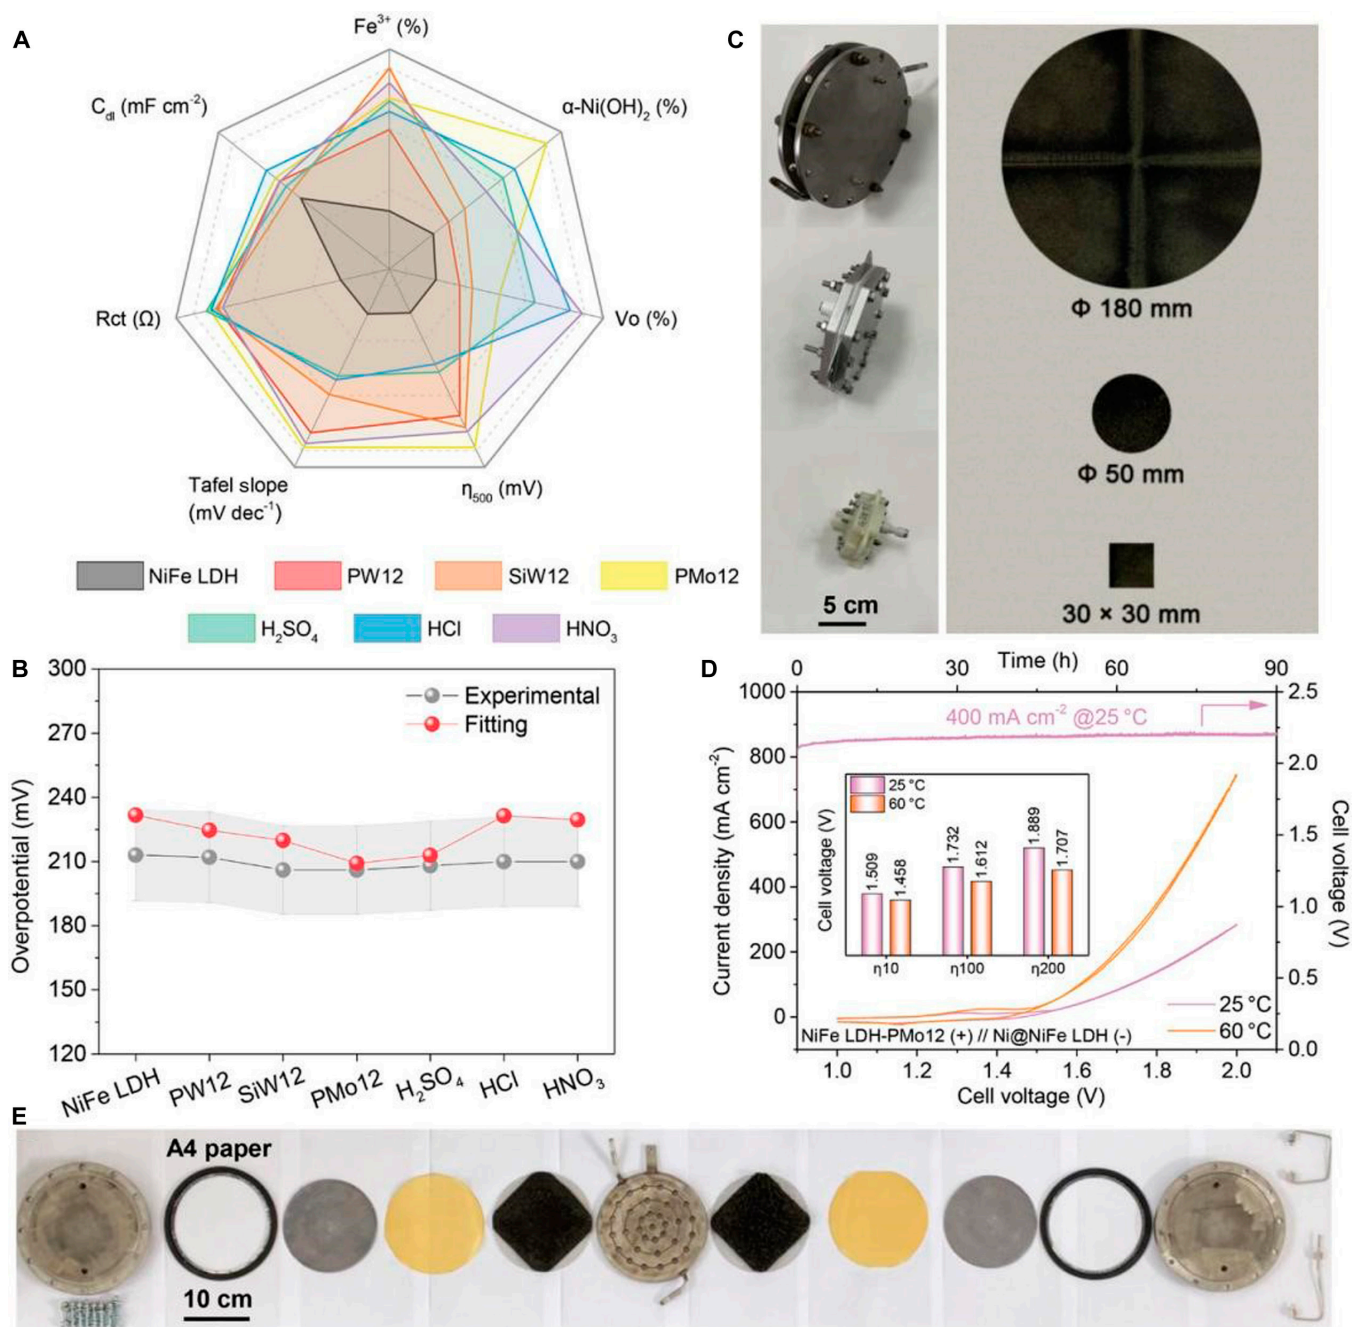 A
Fe³⁺ (%)
C_dl (mF cm⁻²)
α-Ni(OH)₂ (%)
Rct (Ω)
Vo (%)
Tafel slope
(mV dec⁻¹)
η₅₀₀ (mV)
NiFe LDH
PW12
SiW12
PMo12
H₂SO₄
HCl
HNO₃
C
5 cm
Φ 180 mm
Φ 50 mm
30 × 30 mm
B
300
270
240
210
180
150
120
Overpotential (mV)
Experimental
Fitting
NiFe LDH
PW12
SiW12
PMo12
H₂SO₄
HCl
HNO₃
D
0 30 60 90
Time (h)
1000
800
600
400
200
0
Current density (mA cm⁻²)
2.5
2.0
1.5
1.0
0.5
0.0
Cell voltage
(V)
400 mA cm⁻² @25 °C
25 °C
60 °C
Cell voltage (V)
1.509
1.458
1.732
1.612
1.889
1.707
η10
η100
η200
25 °C
60 °C
NiFe LDH-PMo12 (+) // Ni@NiFe LDH (-)
1.0 1.2 1.4 1.6 1.8 2.0
Cell voltage (V)
E
A4 paper
10 cm